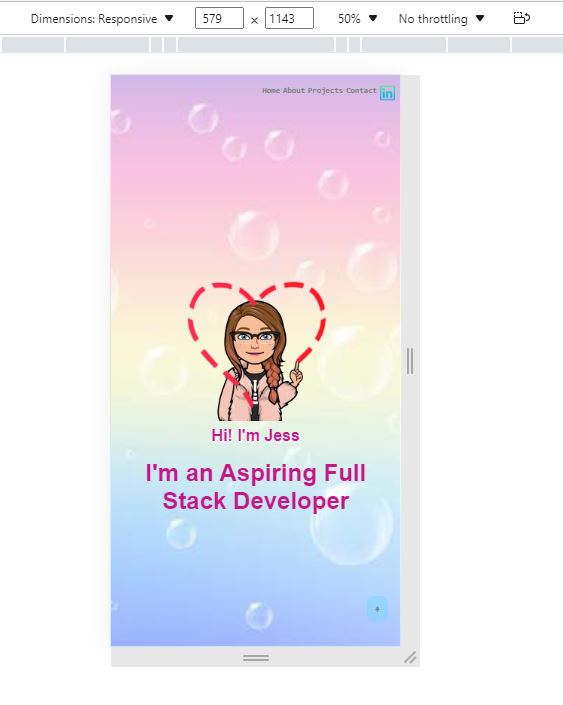 Dimensions: Responsive ▼ 579 × 1143 50% ▼ No throttling ▼
Home About Projects Contact in
Hi! I'm Jess
I'm an Aspiring Full
Stack Developer